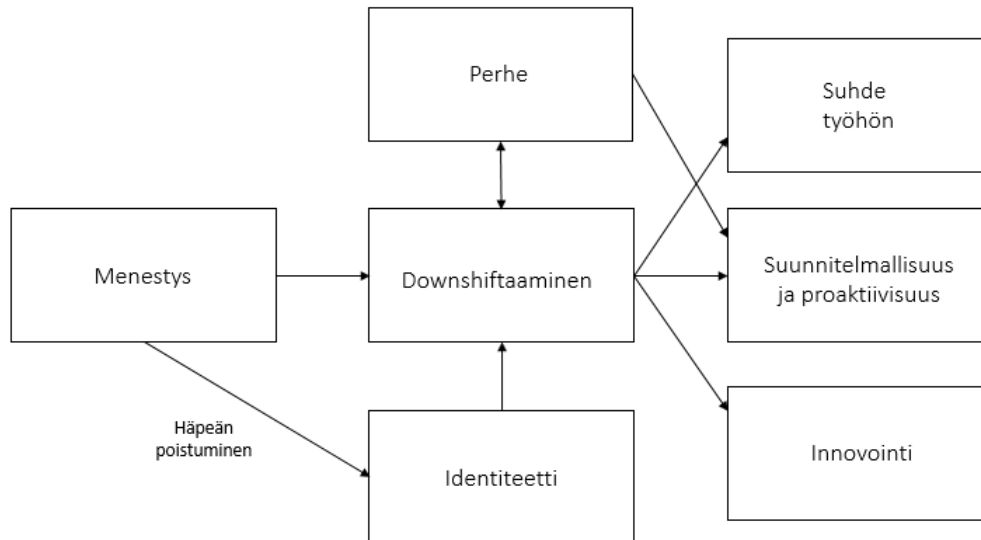 Perhe
Suhde
työhön
Menestys
Downshiftaaminen
Suunnitelmallisuus
ja proaktiivisuus
Häpeän
poistuminen
Identiteetti
Innovointi